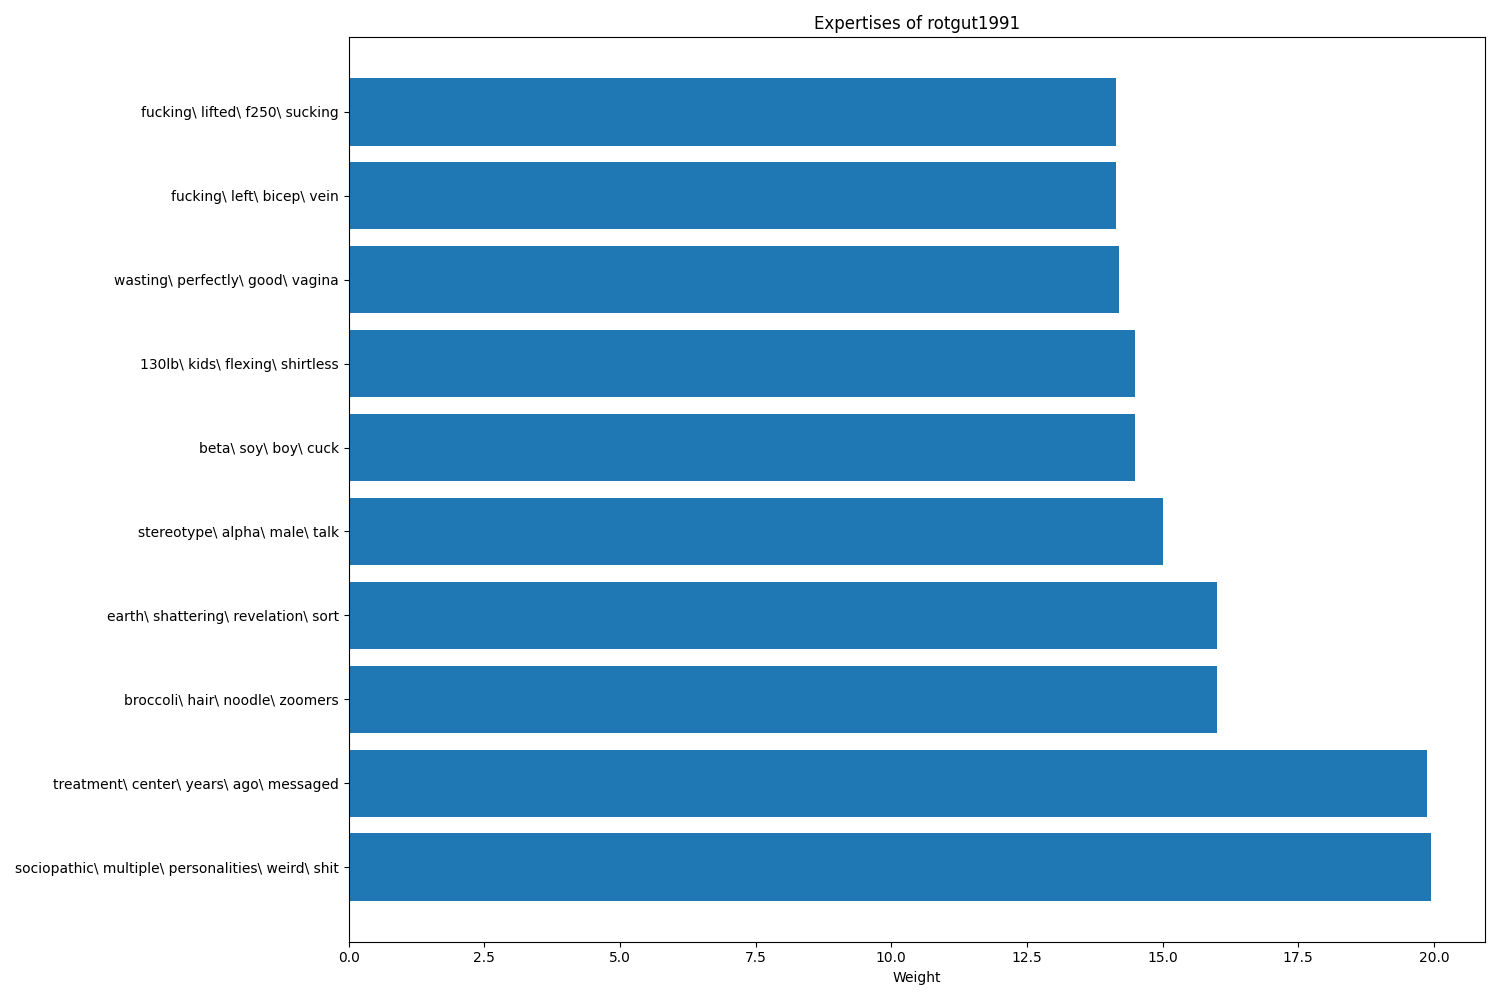 Expertises of rotgut1991
fucking\ lifted\ f250\ sucking
fucking\ left\ bicep\ vein
wasting\ perfectly\ good\ vagina
130lb\ kids\ flexing\ shirtless
beta\ soy\ boy\ cuck
stereotype\ alpha\ male\ talk
earth\ shattering\ revelation\ sort
broccoli\ hair\ noodle\ zoomers
treatment\ center\ years\ ago\ messaged
sociopathic\ multiple\ personalities\ weird\ shit
0.0 2.5 5.0 7.5 10.0 12.5 15.0 17.5 20.0
Weight